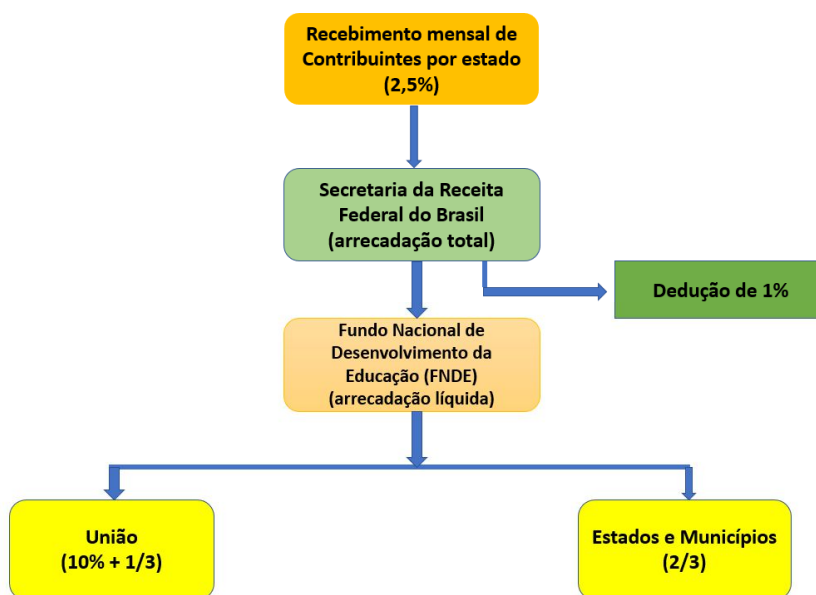 Recebimento mensal de
Contribuintes por estado
(2,5%)
Secretaria da Receita
Federal do Brasil
(arrecadação total)
Dedução de 1%
Fundo Nacional de
Desenvolvimento da
Educação (FNDE)
(arrecadação líquida)
União
(10% + 1/3)
Estados e Municípios
(2/3)